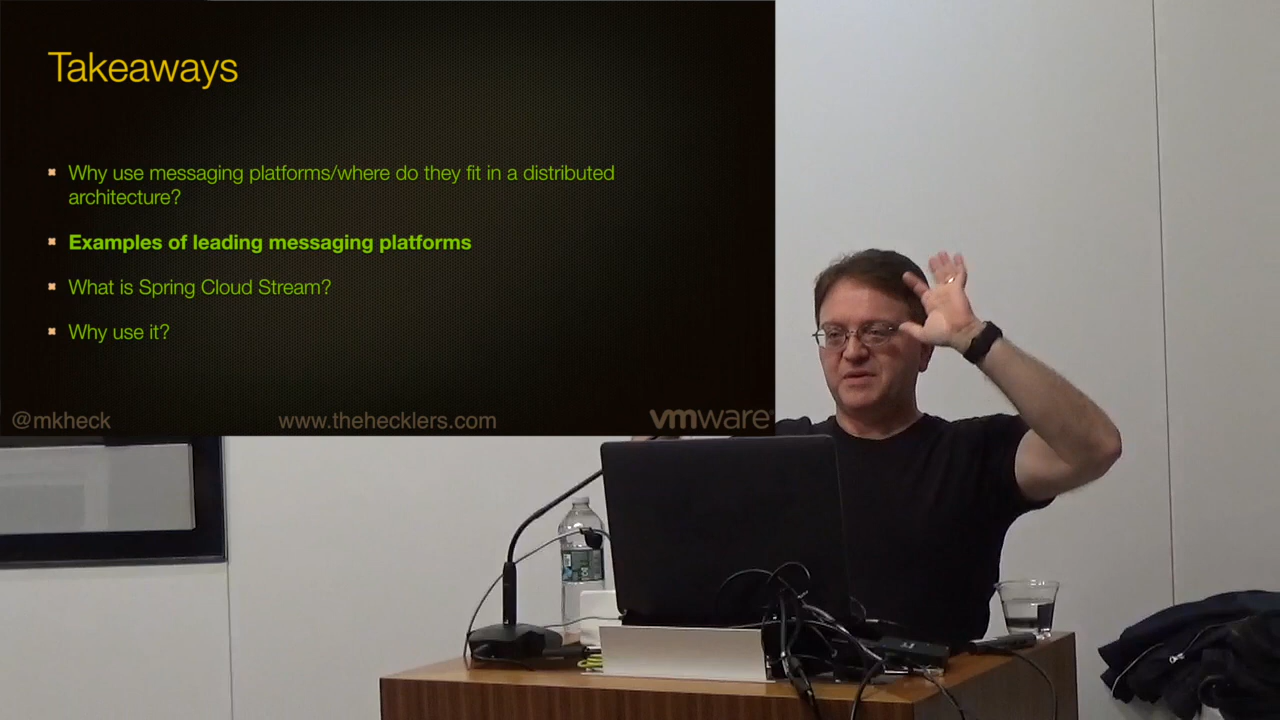 Takeaways
Why use messaging platforms/where do they fit in a distributed
architecture?
Examples of leading messaging platforms
What is Spring Cloud Stream?
Why use it?
@mkheck
www.thehecklers.com
vmware